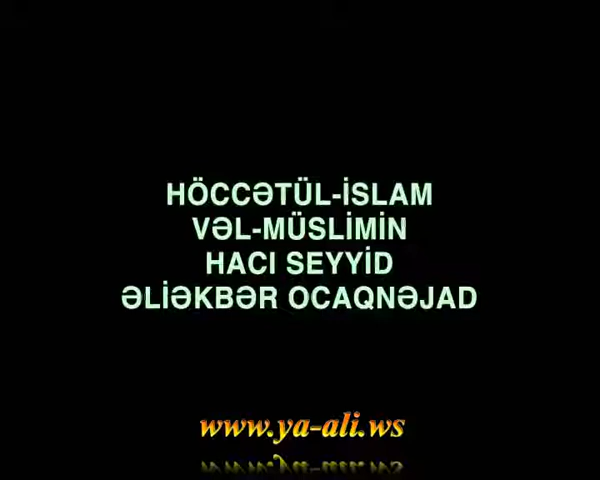 HÖCCƏTÜL-İSLAM
VƏL-MÜSLİMİN
HACI SEYYİD
ƏLİƏKBƏR OCAQNƏJAD
www.ya-ali.ws